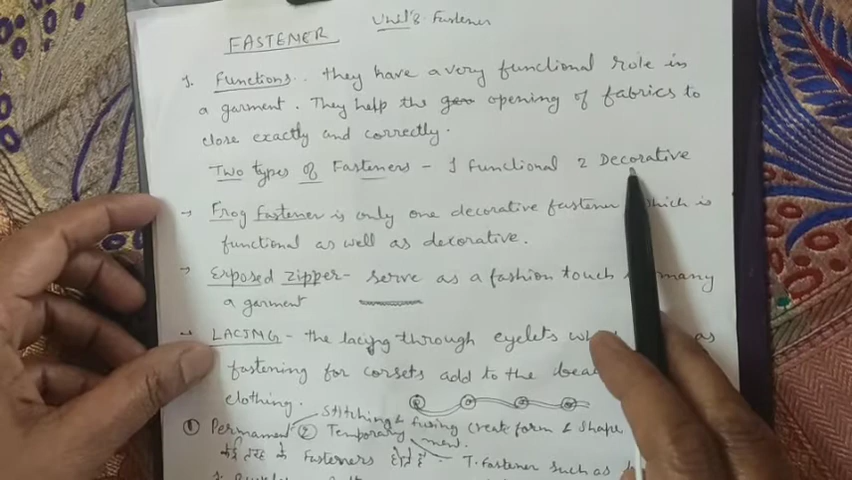 Unit 8 Fastener
FASTENER
1. Functions.. they have a very functional role in
a garment. They help the opening of fabrics to
close exactly and correctly.
Two types of Fasteners - 1 functional 2 Decorative
→ Frog fastener is only one decorative fastener which is
functional as well as decorative.
→ Exposed zipper- serve as a fashion touch many
a garment
→ LACING - the lacing through eyelets as
fastening for corsets add to the
clothing.
Stitching & fusing create form & shape
① Permanent ② Temporary
कई तरह के Fasteners होते हैं T. fastener such as